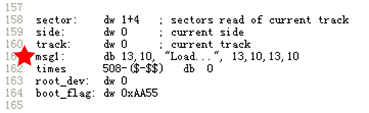 157
158 sector: dw 1+4 ; sectors read of current track
159 side: dw 0 ; current side
160 track: dw 0 ; current track
msg1: db 13,10, "Load...", 13,10,13,10
162 times 508-($-$$) db 0
163 root_dev: dw 0
164 boot_flag: dw 0xAA55
165